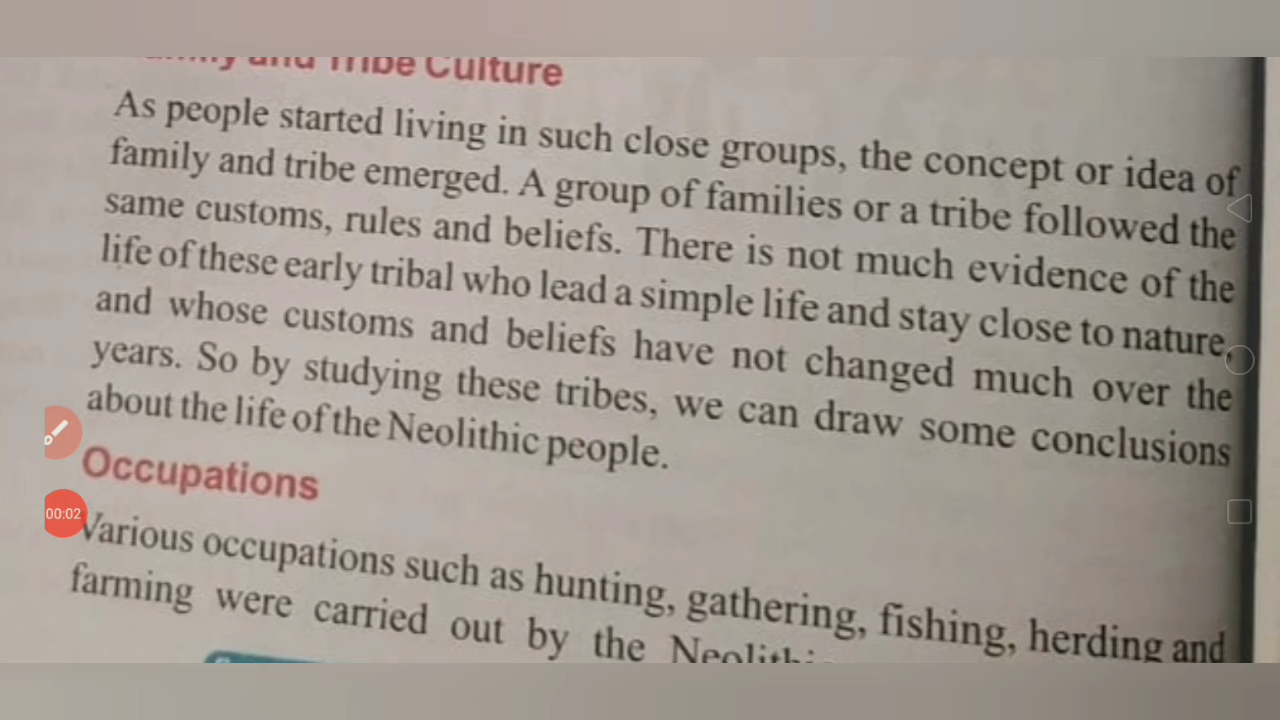 and Tribe Culture
As people started living in such close groups, the concept or idea of
family and tribe emerged. A group of families or a tribe followed the
same customs, rules and beliefs. There is not much evidence of the
life of these early tribal who lead a simple life and stay close to nature,
and whose customs and beliefs have not changed much over the
years. So by studying these tribes, we can draw some conclusions
about the life of the Neolithic people.
Occupations
00:02
Various occupations such as hunting, gathering, fishing, herding and
farming were carried out by the